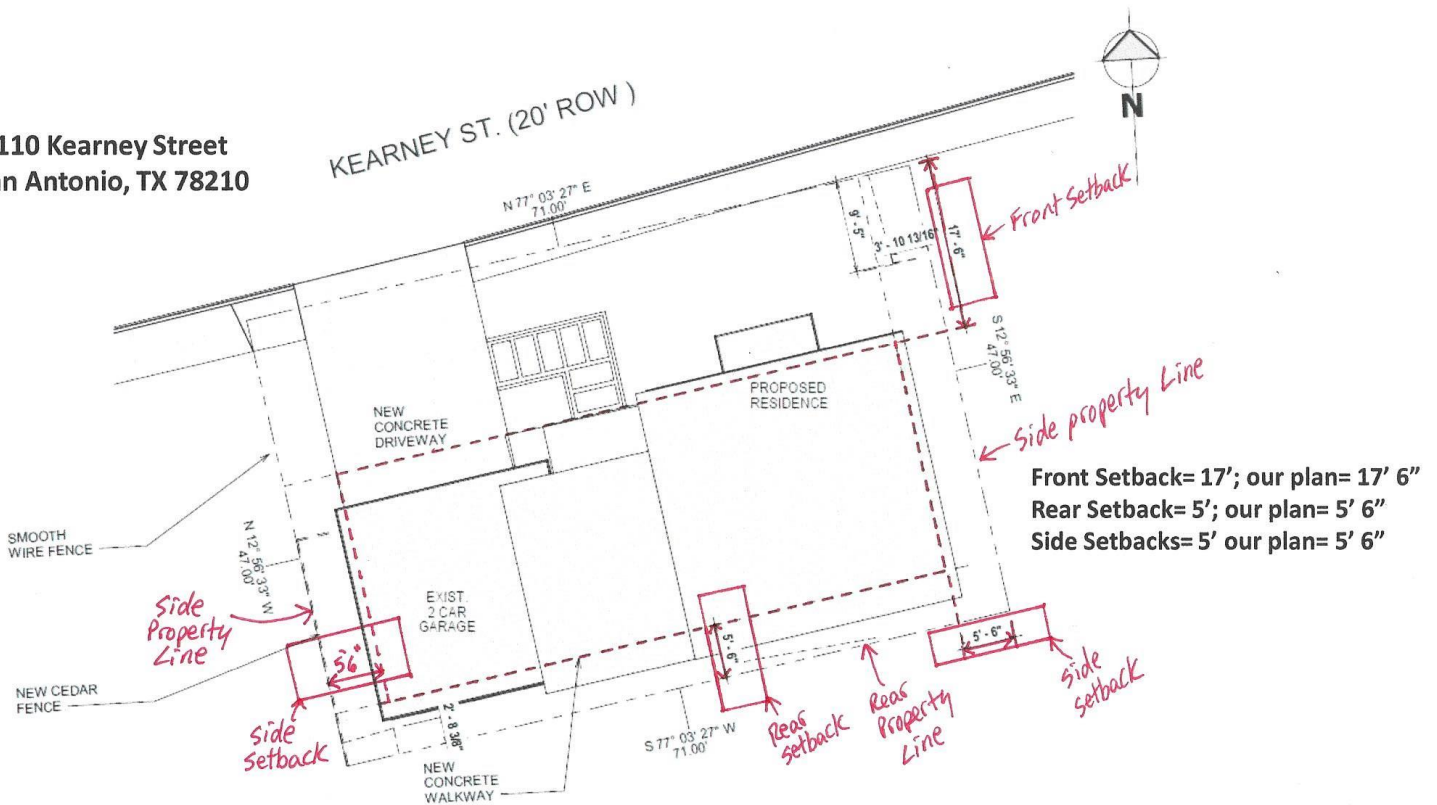 110 Kearney Street
n Antonio, TX 78210
KEARNEY ST. (20' ROW )
N
N 77° 03' 27" E
71.00'
9' - 5"
3' - 10 13/16"
17' - 6"
Front Setback
S 12° 56' 33" E
47.00'
PROPOSED
RESIDENCE
NEW
CONCRETE
DRIVEWAY
Side property Line
Front Setback= 17’; our plan= 17’ 6”
Rear Setback= 5’; our plan= 5’ 6”
Side Setbacks= 5’ our plan= 5’ 6”
SMOOTH
WIRE FENCE
N 12° 56' 33" W
47.00'
EXIST.
2 CAR
GARAGE
Side
Property
Line
5'6"
5' - 6"
5' - 6"
NEW CEDAR
FENCE
Side
Setback
2' - 8 3/8"
S 77° 03' 27" W
71.00'
Rear
Setback
Rear
Property
Line
Side
Setback
NEW
CONCRETE
WALKWAY